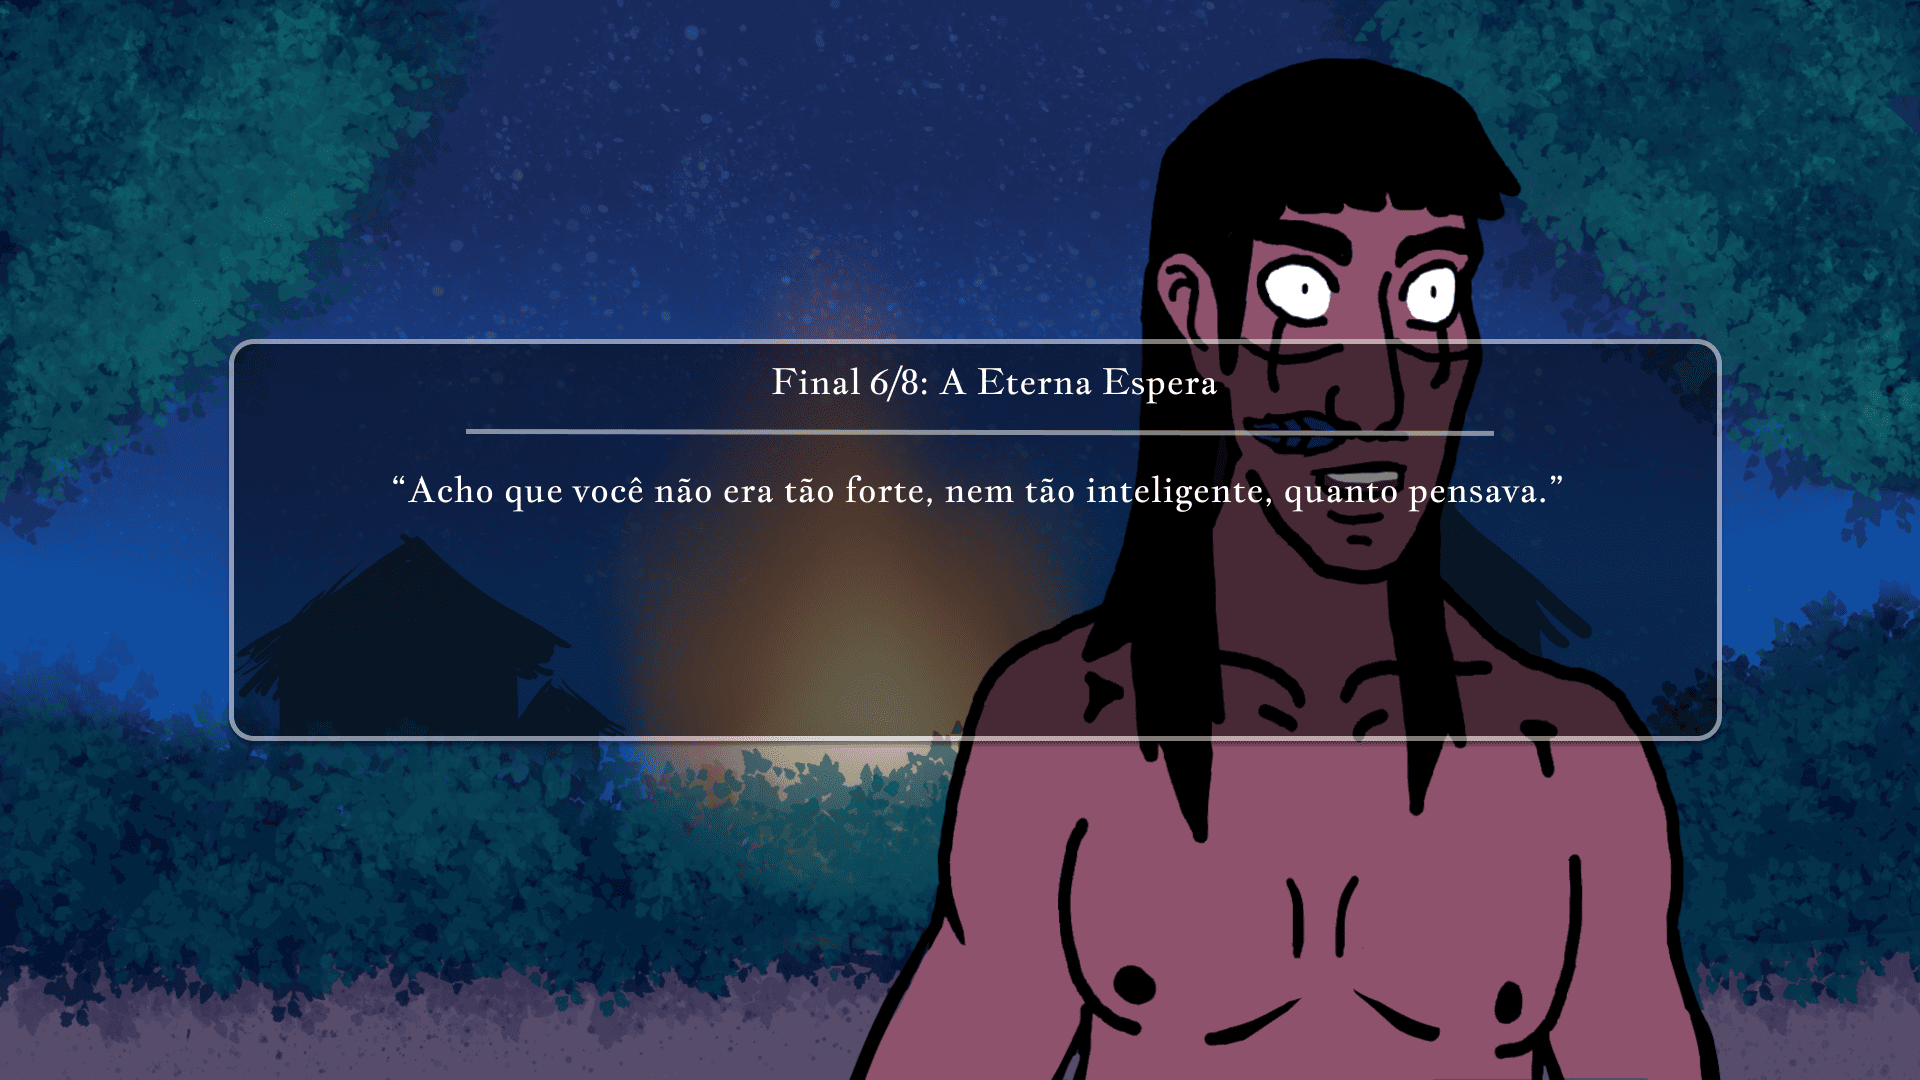 Final 6/8: A Eterna Espera
“Acho que você não era tão forte, nem tão inteligente, quanto pensava.”